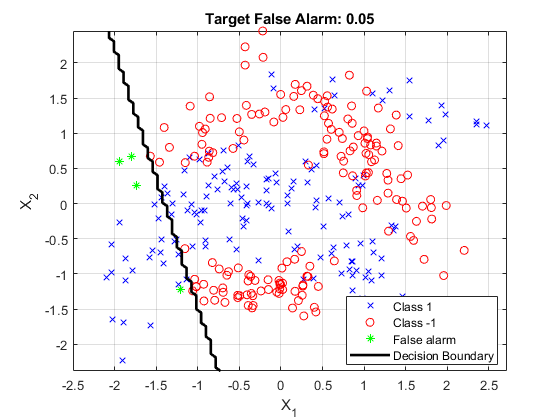 Target False Alarm: 0.05
2
1.5
1
0.5
0
-0.5
-1
-1.5
-2
X2
-2.5 -2 -1.5 -1 -0.5 0 0.5 1 1.5 2 2.5
X1
Class 1
Class -1
False alarm
Decision Boundary